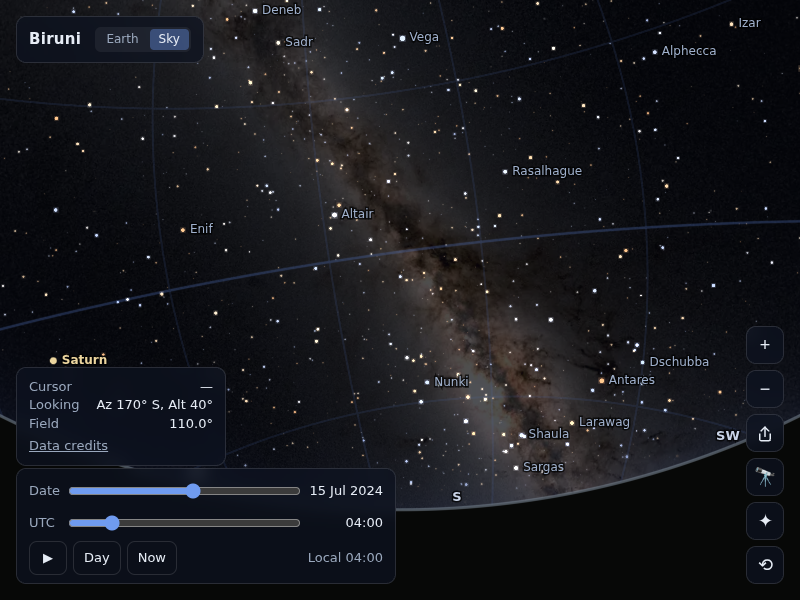 Deneb
Izar
Biruni Earth Sky
Sadr
Vega
Alphecca
Rasalhague
Altair
Enif
Saturn
Dschubba
Nunki
Antares
Larawag
Shaula
SW
Sargas
S
Cursor —
Looking Az 170° S, Alt 40°
Field 110.0°
Data credits
Date 15 Jul 2024
UTC 04:00
Day Now Local 04:00
+
−